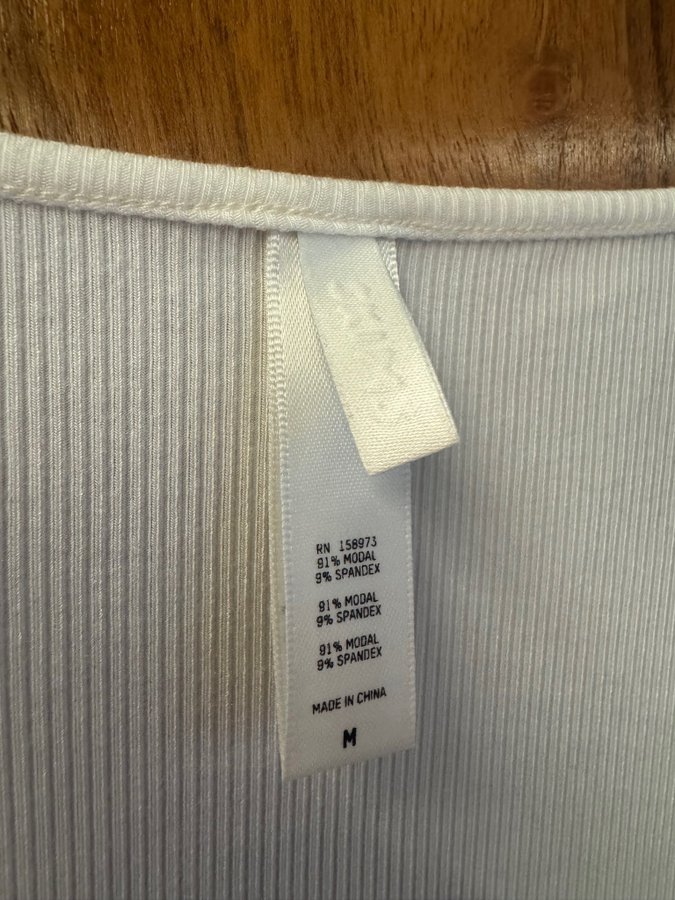 RN 158973
91% MODAL
9% SPANDEX
91% MODAL
9% SPANDEX
91% MODAL
9% SPANDEX
MADE IN CHINA
M